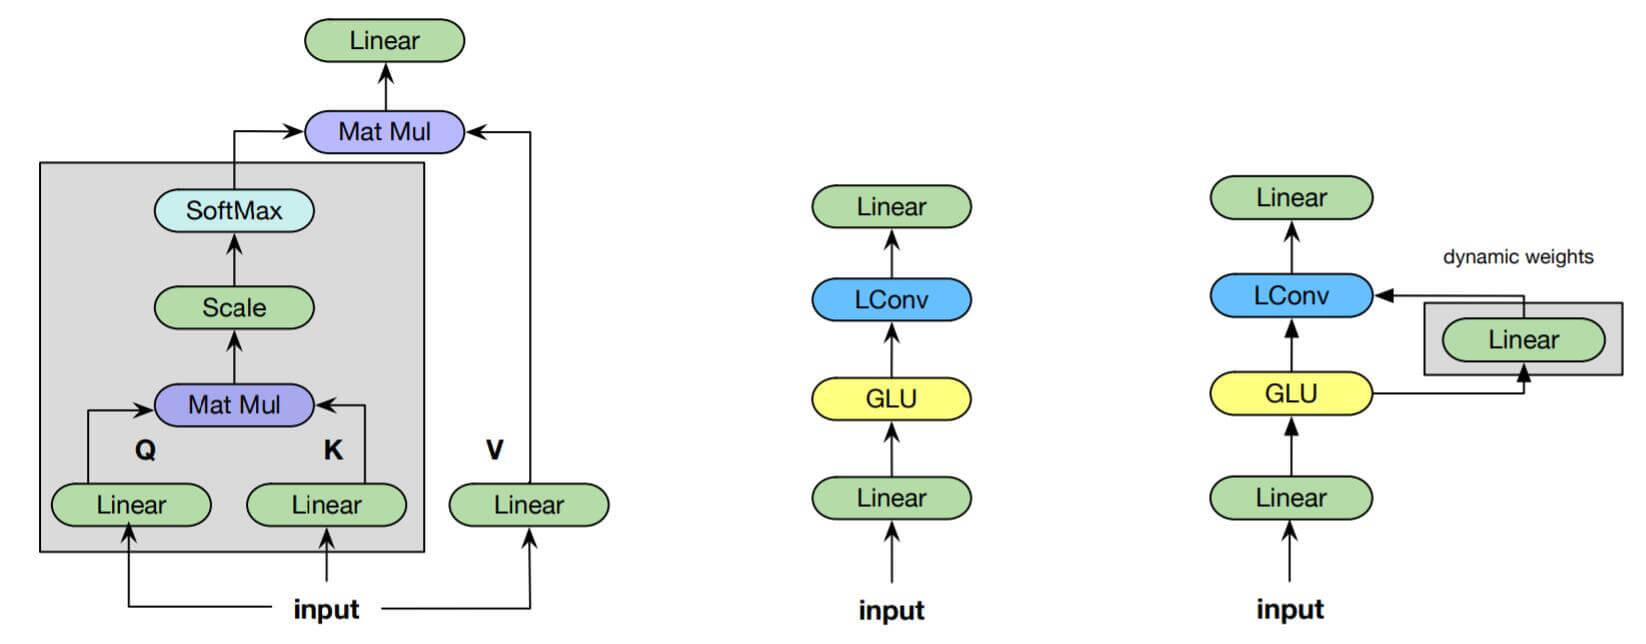 Linear
Mat Mul
SoftMax
Scale
Mat Mul
Q
K
V
Linear
Linear
Linear
input
Linear
LConv
GLU
Linear
input
Linear
dynamic weights
LConv
Linear
GLU
Linear
input